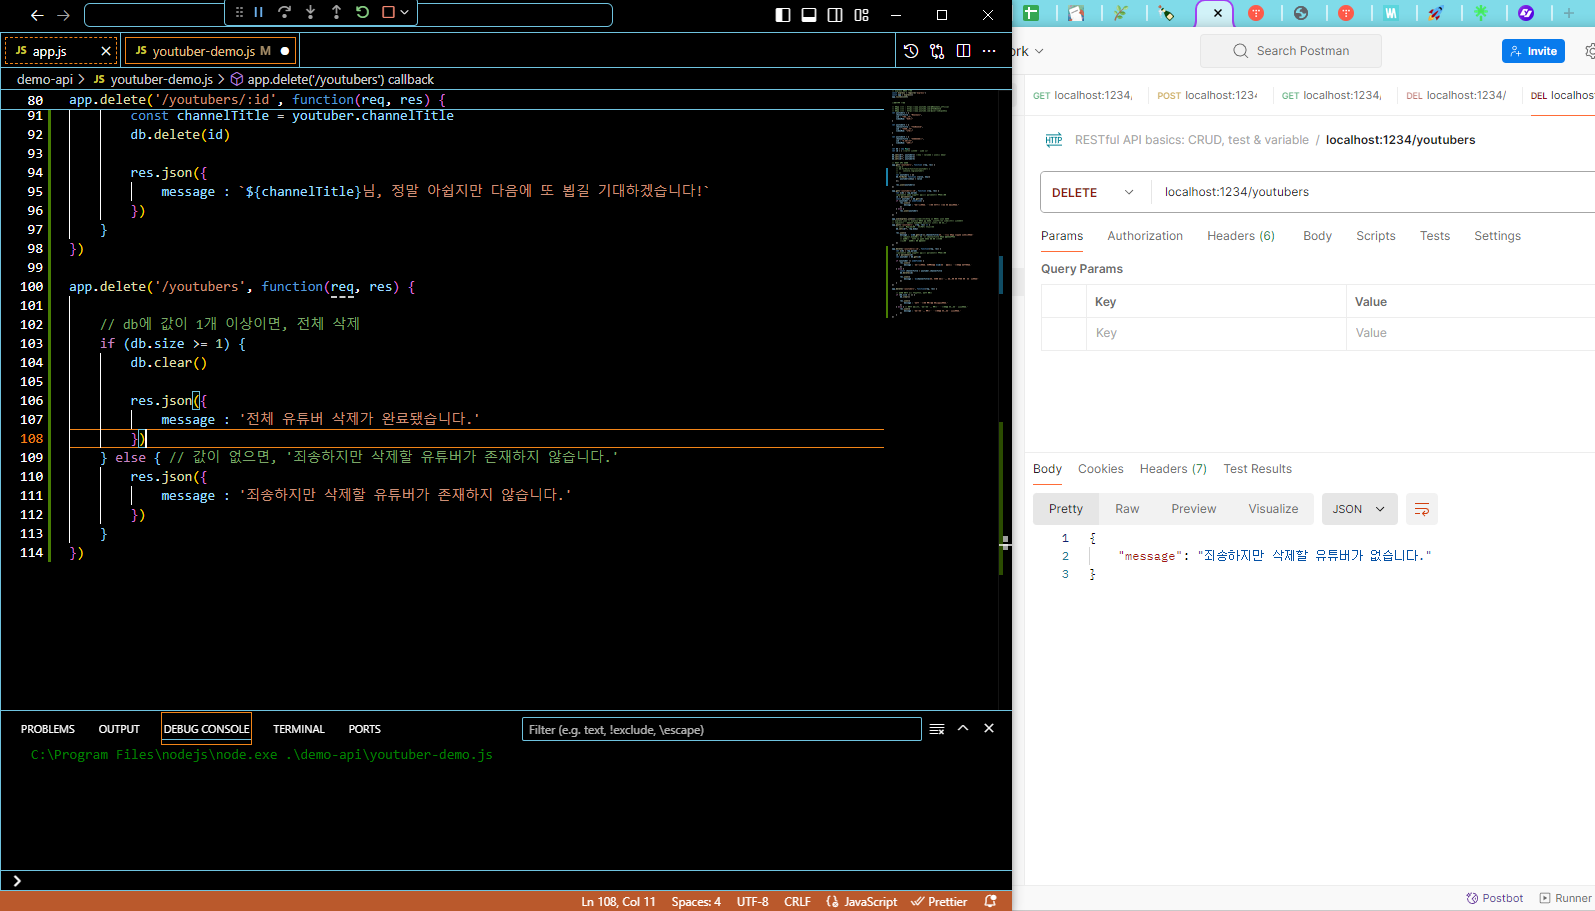 JS app.js
JS youtuber-demo.js M
demo-api > JS youtuber-demo.js > app.delete('/youtubers') callback
80 app.delete('/youtubers/:id', function(req, res) {
91 const channelTitle = youtuber.channelTitle
92 db.delete(id)
93
94 res.json({
95 message : `${channelTitle}님, 정말 아쉽지만 다음에 또 뵙길 기대하겠습니다!`
96 })
97 }
98 })
99
100 app.delete('/youtubers', function(req, res) {
101
102 // db에 값이 1개 이상이면, 전체 삭제
103 if (db.size >= 1) {
104 db.clear()
105
106 res.json({
107 message : '전체 유튜버 삭제가 완료됐습니다.'
108 })
109 } else { // 값이 없으면, '죄송하지만 삭제할 유튜버가 존재하지 않습니다.'
110 res.json({
111 message : '죄송하지만 삭제할 유튜버가 존재하지 않습니다.'
112 })
113 }
114 })
PROBLEMS OUTPUT DEBUG CONSOLE TERMINAL PORTS
Filter (e.g. text, !exclude, \escape)
C:\Program Files\nodejs\node.exe .\demo-api\youtuber-demo.js
Ln 108, Col 11 Spaces: 4 UTF-8 CRLF JavaScript Prettier
ork
Search Postman
Invite
GET localhost:1234, POST localhost:123 GET localhost:1234, DEL localhost:1234/ DEL localhos
HTTP RESTful API basics: CRUD, test & variable / localhost:1234/youtubers
DELETE localhost:1234/youtubers
Params Authorization Headers (6) Body Scripts Tests Settings
Query Params
Key Value
Key Value
Body Cookies Headers (7) Test Results
Pretty Raw Preview Visualize JSON
1 {
2 "message": "죄송하지만 삭제할 유튜버가 없습니다."
3 }
Postbot Runner